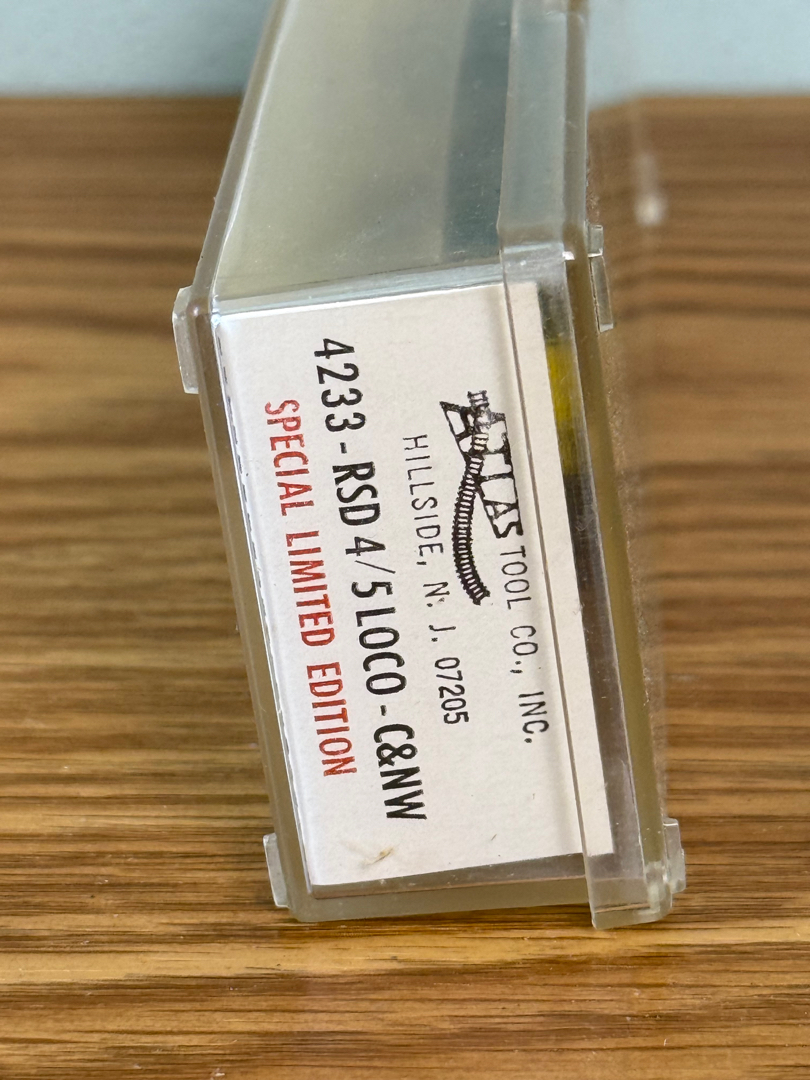 ATLAS TOOL CO., INC.
HILLSIDE, N. J. 07205
4233 - RSD 4/5 LOCO - C&NW
SPECIAL LIMITED EDITION